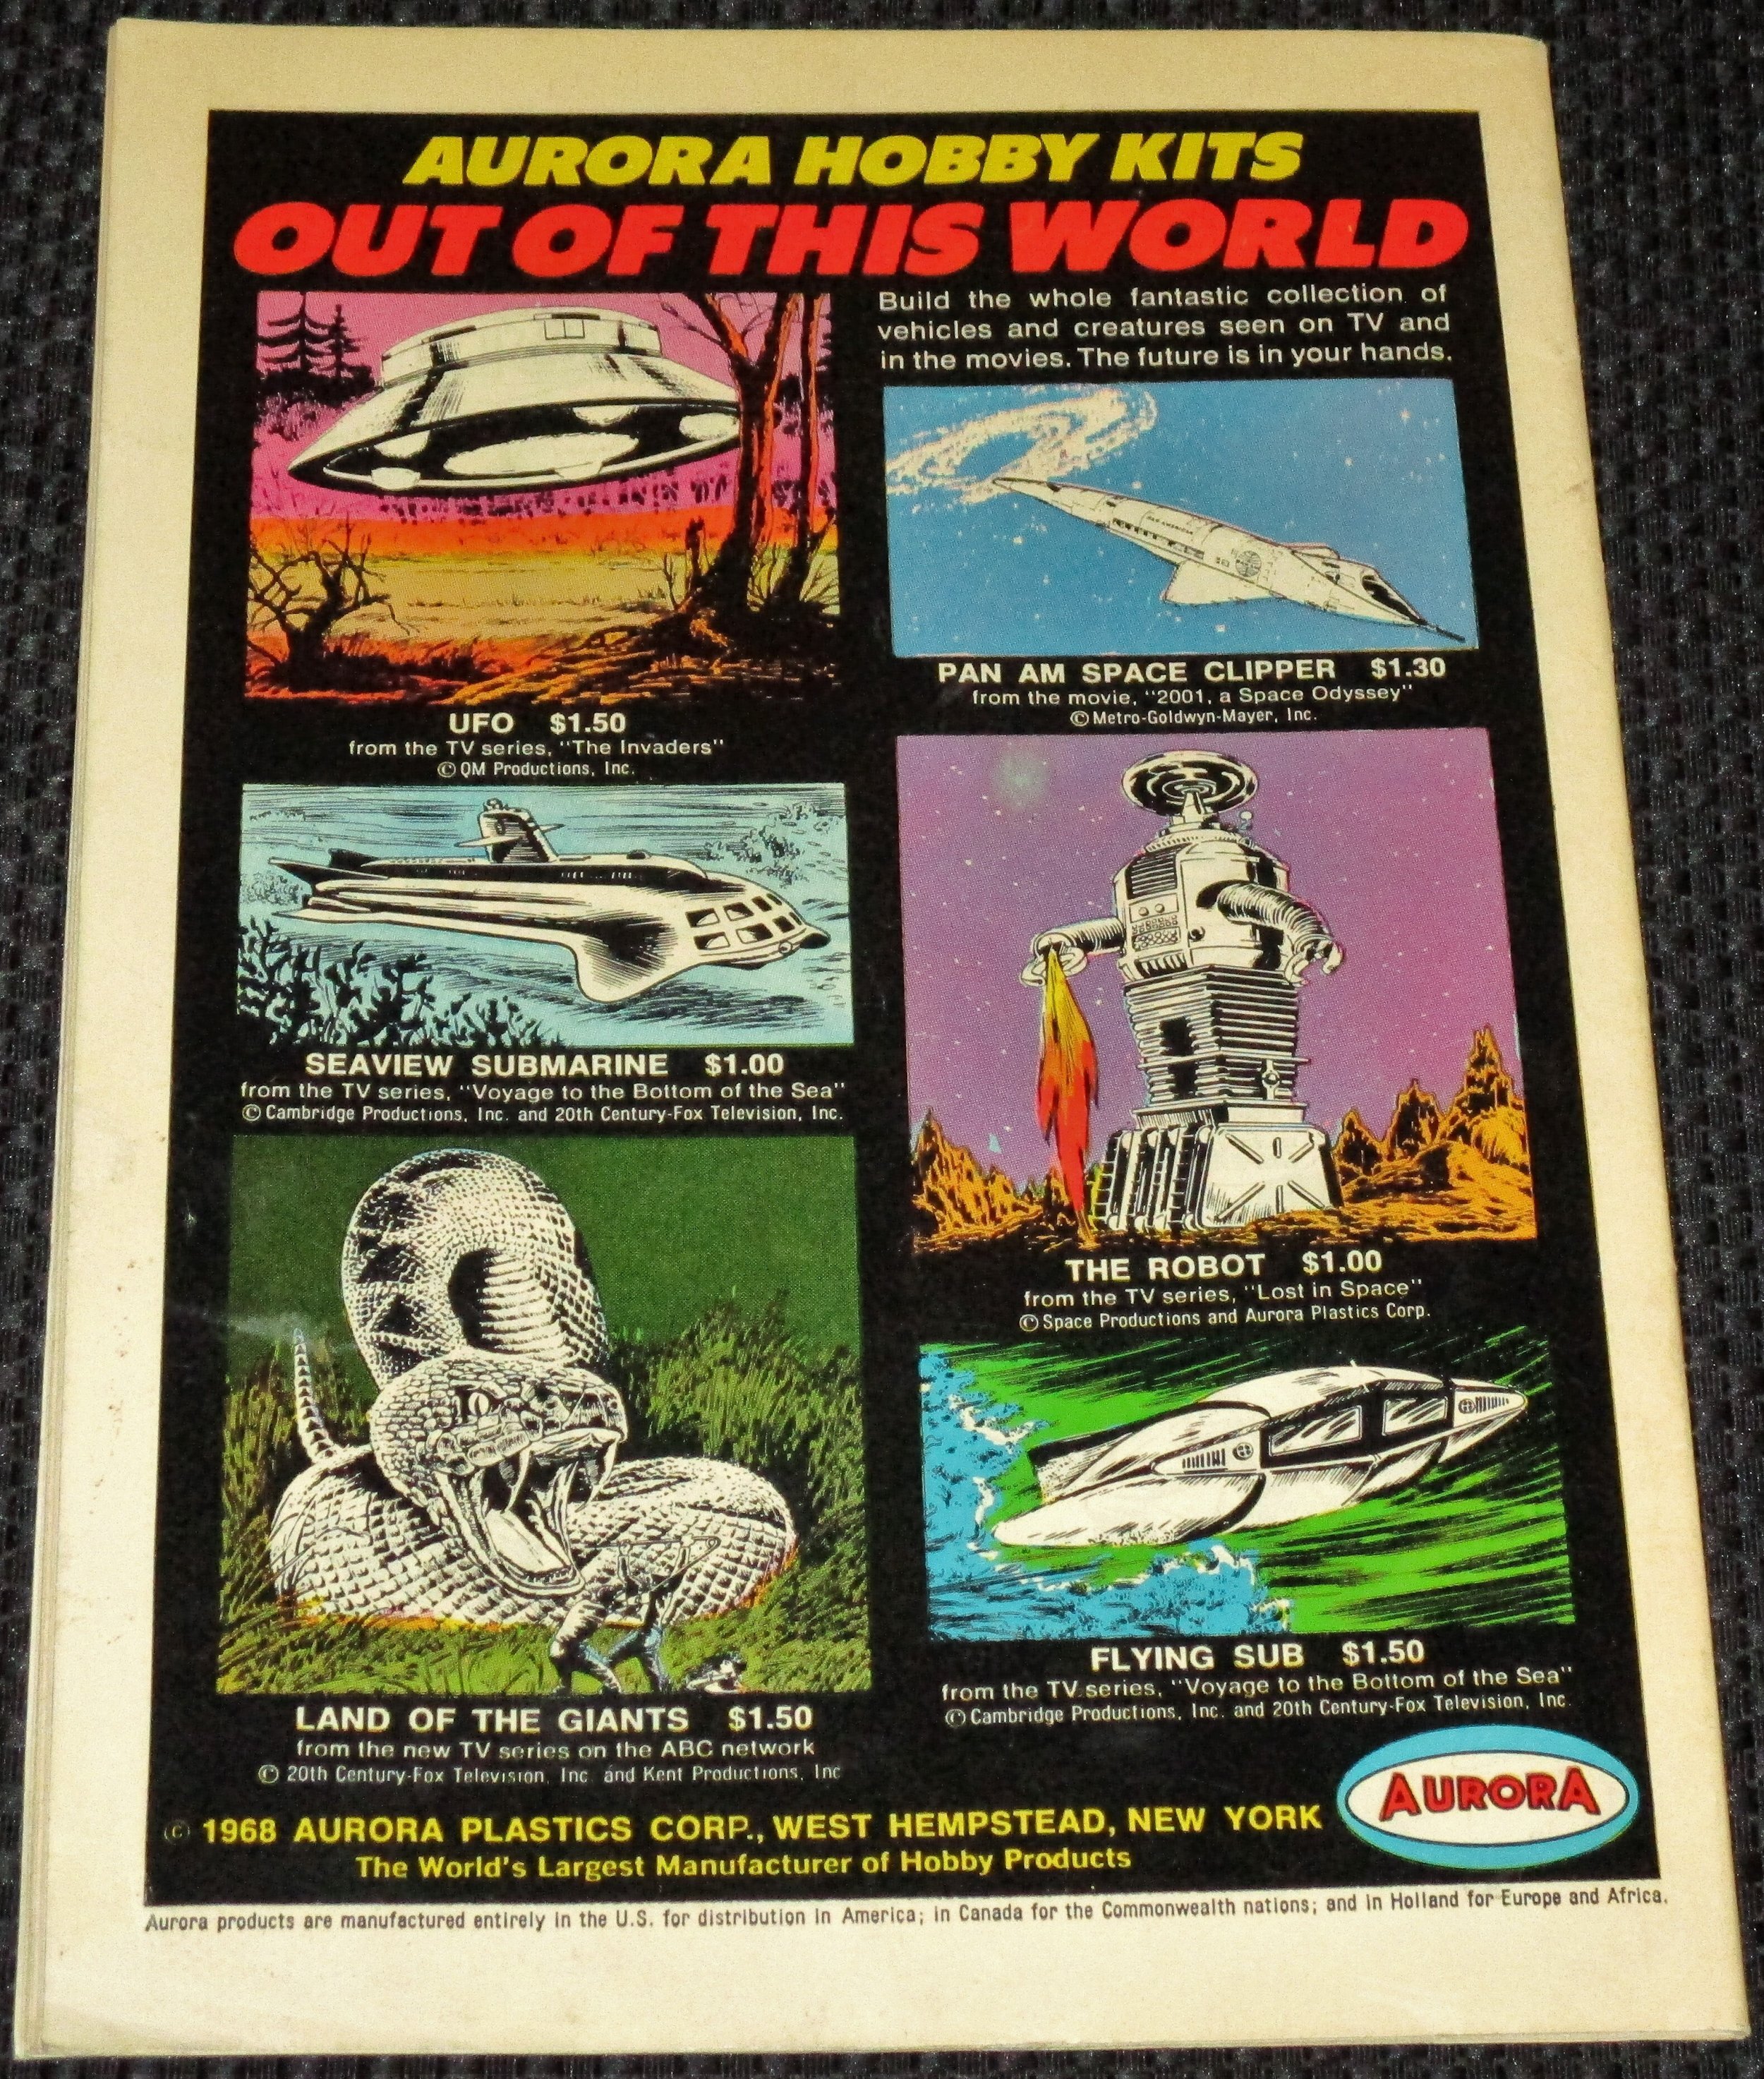 AURORA HOBBY KITS
OUT OF THIS WORLD
Build the whole fantastic collection of
vehicles and creatures seen on TV and
in the movies. The future is in your hands.
UFO $1.50
from the TV series, "The Invaders"
© QM Productions, Inc.
PAN AMERICAN
PAN AM SPACE CLIPPER $1.30
from the movie, "2001, a Space Odyssey"
© Metro-Goldwyn-Mayer, Inc.
SEAVIEW SUBMARINE $1.00
from the TV series, "Voyage to the Bottom of the Sea"
© Cambridge Productions, Inc. and 20th Century-Fox Television, Inc.
THE ROBOT $1.00
from the TV series, "Lost in Space"
© Space Productions and Aurora Plastics Corp.
LAND OF THE GIANTS $1.50
from the new TV series on the ABC network
© 20th Century-Fox Television, Inc. and Kent Productions, Inc
FLYING SUB $1.50
from the TV series, "Voyage to the Bottom of the Sea"
© Cambridge Productions, Inc. and 20th Century-Fox Television, Inc.
AURORA
© 1968 AURORA PLASTICS CORP., WEST HEMPSTEAD, NEW YORK
The World's Largest Manufacturer of Hobby Products
Aurora products are manufactured entirely in the U.S. for distribution in America; in Canada for the Commonwealth nations; and in Holland for Europe and Africa.